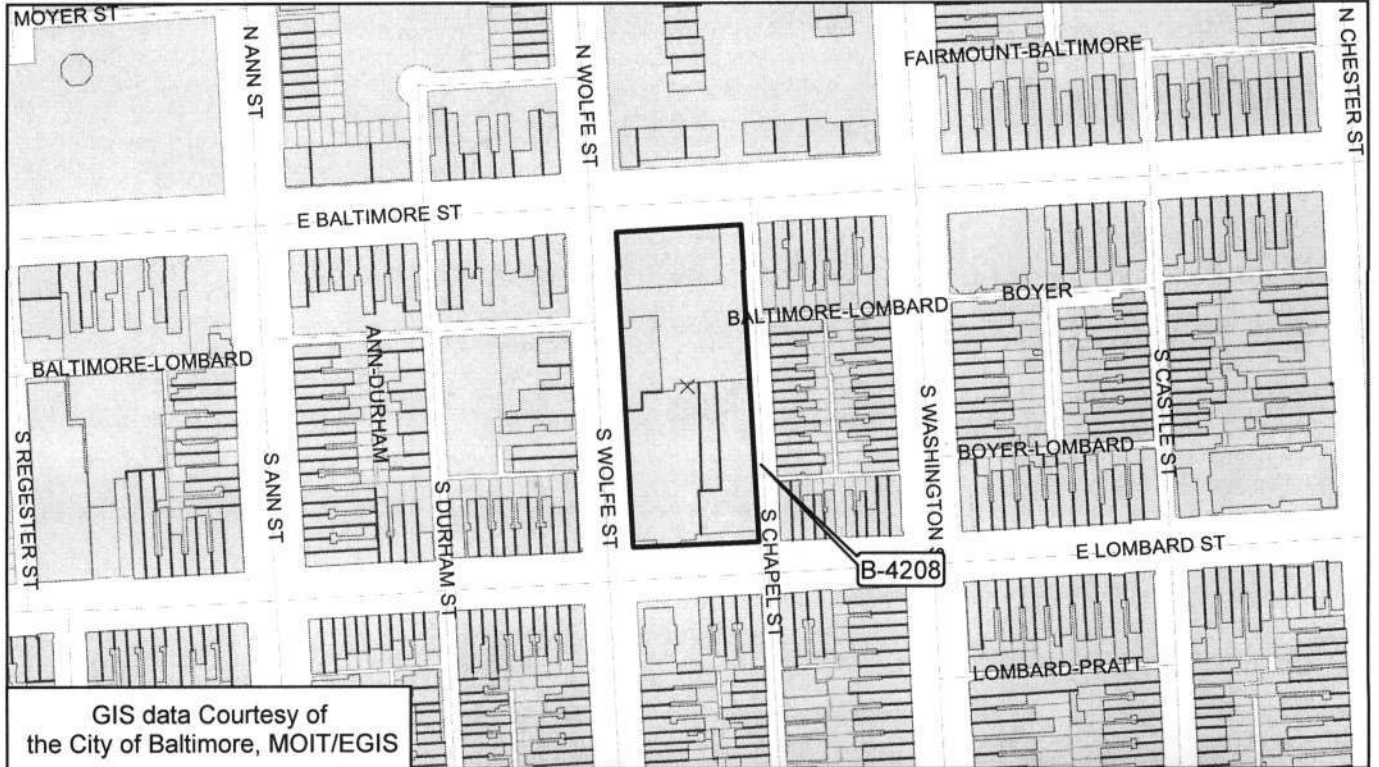 MOYER ST
N ANN ST
N WOLFE ST
FAIRMOUNT-BALTIMORE
N CHESTER ST
E BALTIMORE ST
BALTIMORE-LOMBARD
ANN-DURHAM
BALTIMORE-LOMBARD
BOYER
S REGESTER ST
S ANN ST
S DURHAM ST
S WOLFE ST
S CHAPEL ST
S WASHINGTON S
S CASTLE ST
BOYER-LOMBARD
E LOMBARD ST
B-4208
LOMBARD-PRATT
GIS data Courtesy of
the City of Baltimore, MOIT/EGIS